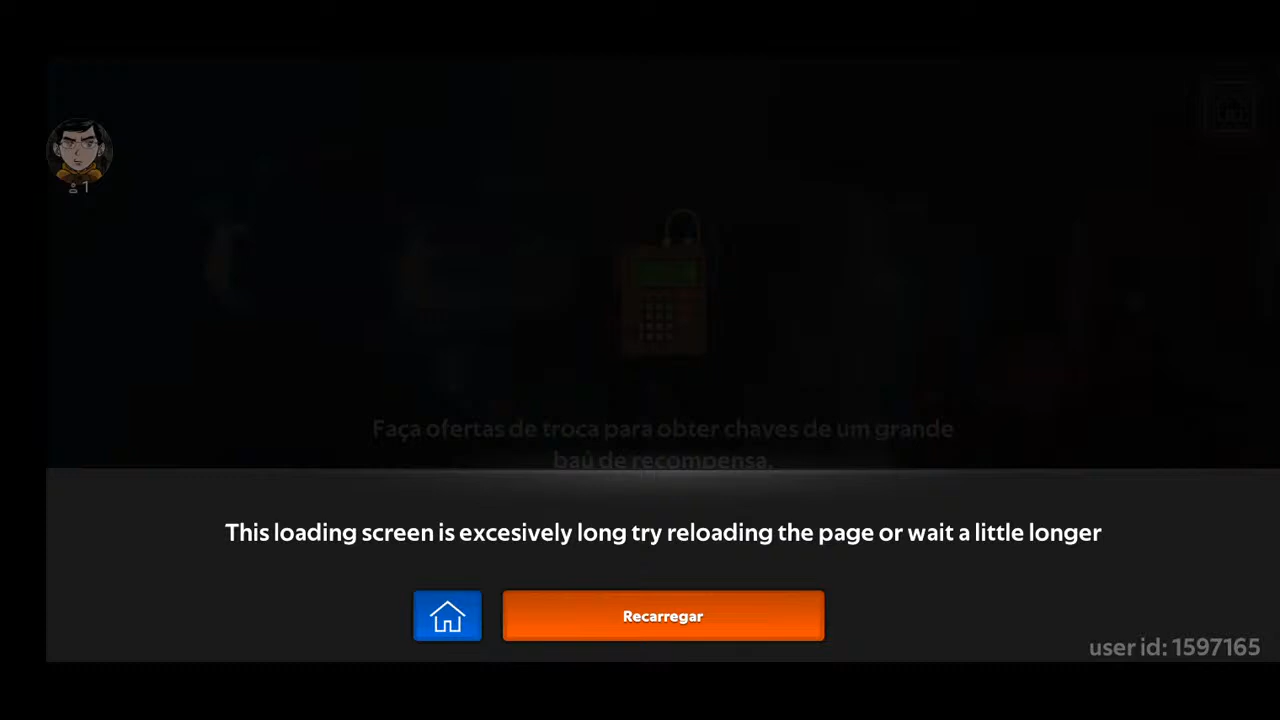 1
Faça ofertas de troca para obter chaves de um grande
baú de recompensa.
This loading screen is excesively long try reloading the page or wait a little longer
Recarregar
user id: 1597165